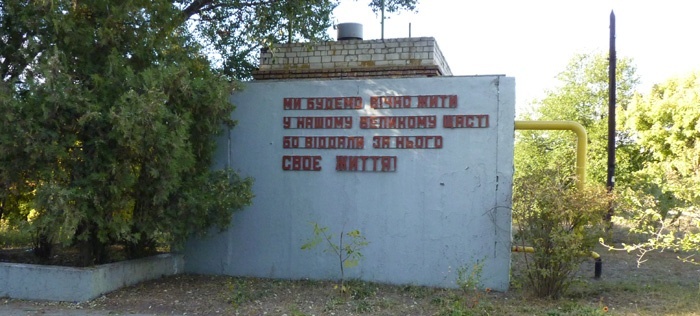 МИ БУДЕМО ВІЧНО ЖИТИ
У НАШОМУ ВЕЛИКОМУ ЩАСТІ
БО ВІДДАЛИ ЗА НЬОГО
СВОЄ ЖИТТЯ!